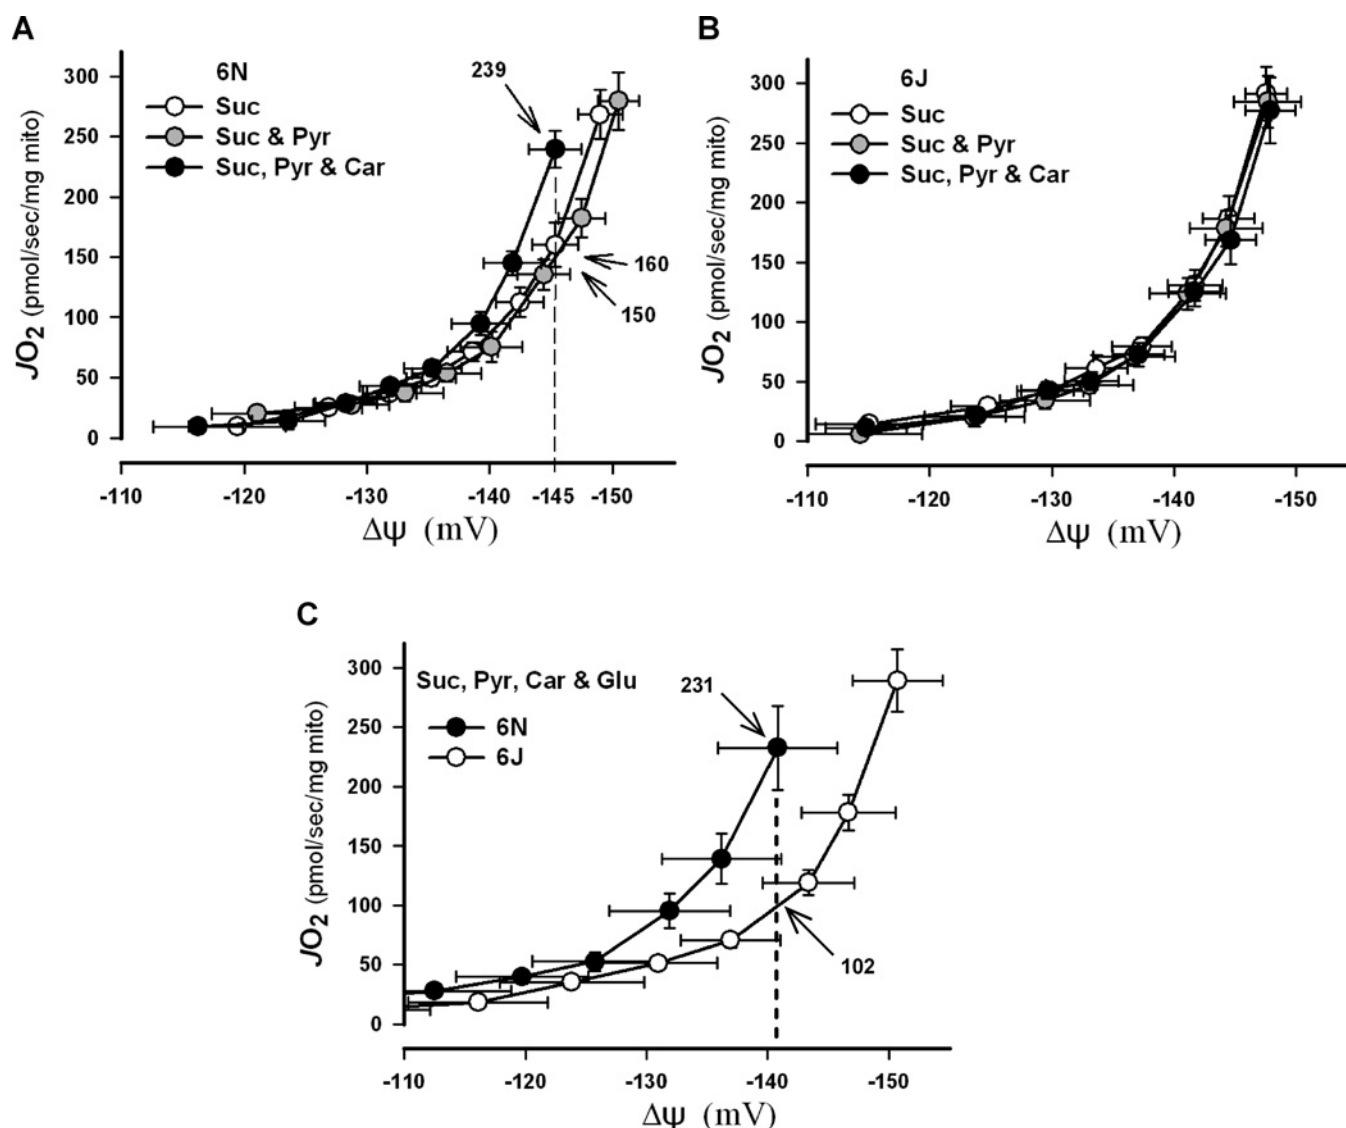 A
6N
Suc
Suc & Pyr
Suc, Pyr & Car
239
160
150
300
250
200
150
100
50
0
JO2 (pmol/sec/mg mito)
-110
-120
-130
-140
-145
-150
Δψ (mV)
B
6J
Suc
Suc & Pyr
Suc, Pyr & Car
300
250
200
150
100
50
0
JO2 (pmol/sec/mg mito)
-110
-120
-130
-140
-150
Δψ (mV)
C
Suc, Pyr, Car & Glu
6N
6J
231
102
300
250
200
150
100
50
0
JO2 (pmol/sec/mg mito)
-110
-120
-130
-140
-150
Δψ (mV)